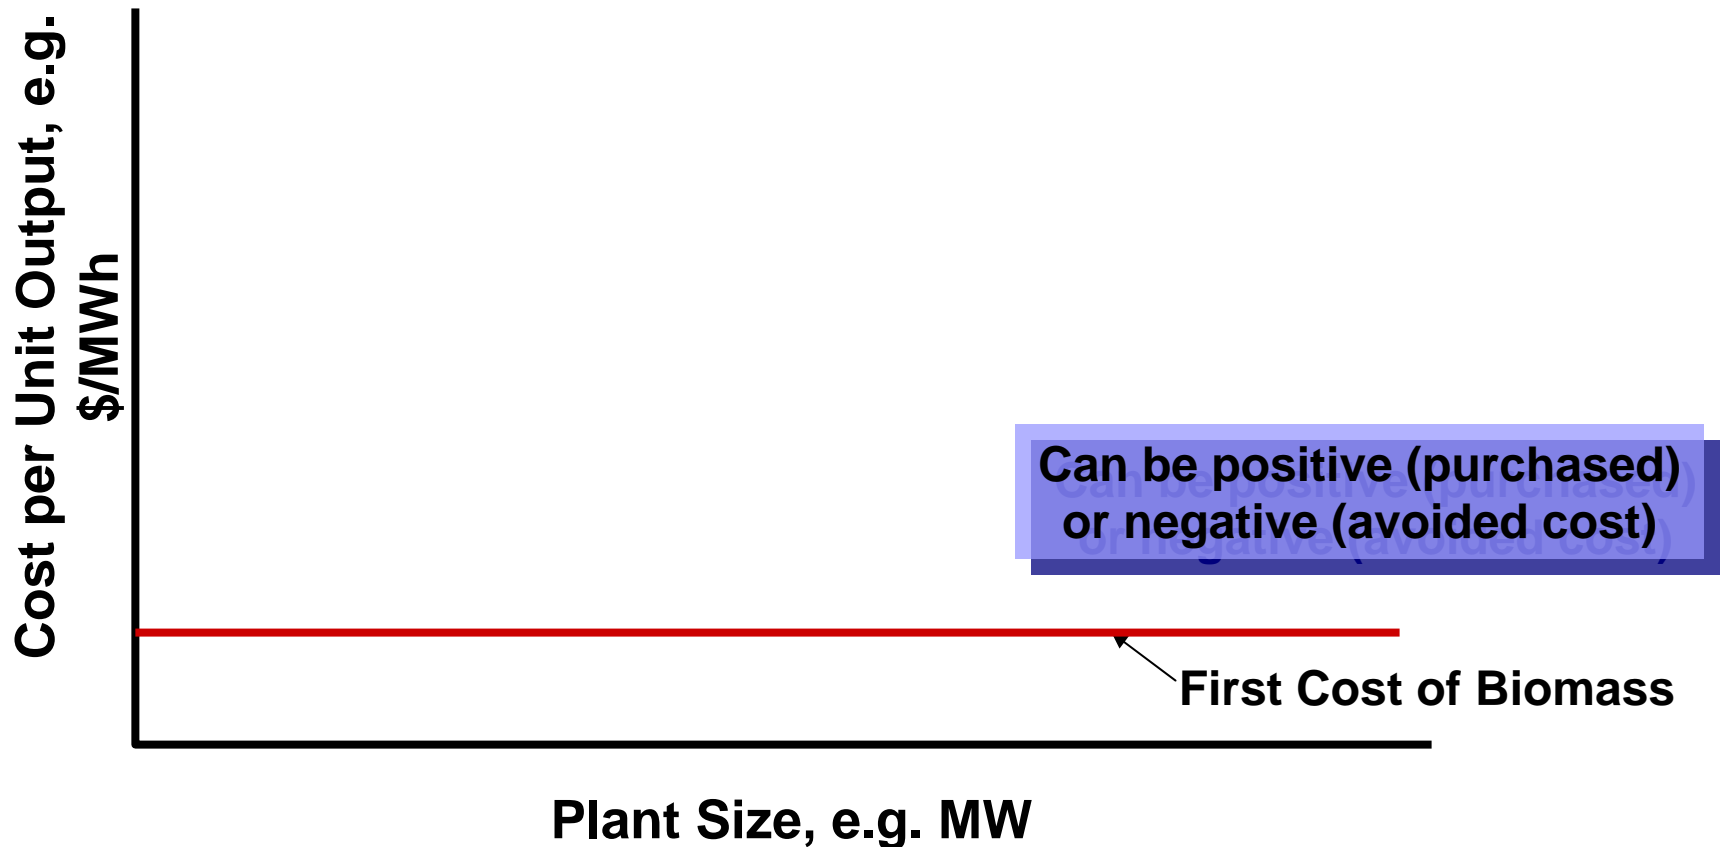 Cost per Unit Output, e.g.
$/MWh
Can be positive (purchased)
or negative (avoided cost)
First Cost of Biomass
Plant Size, e.g. MW